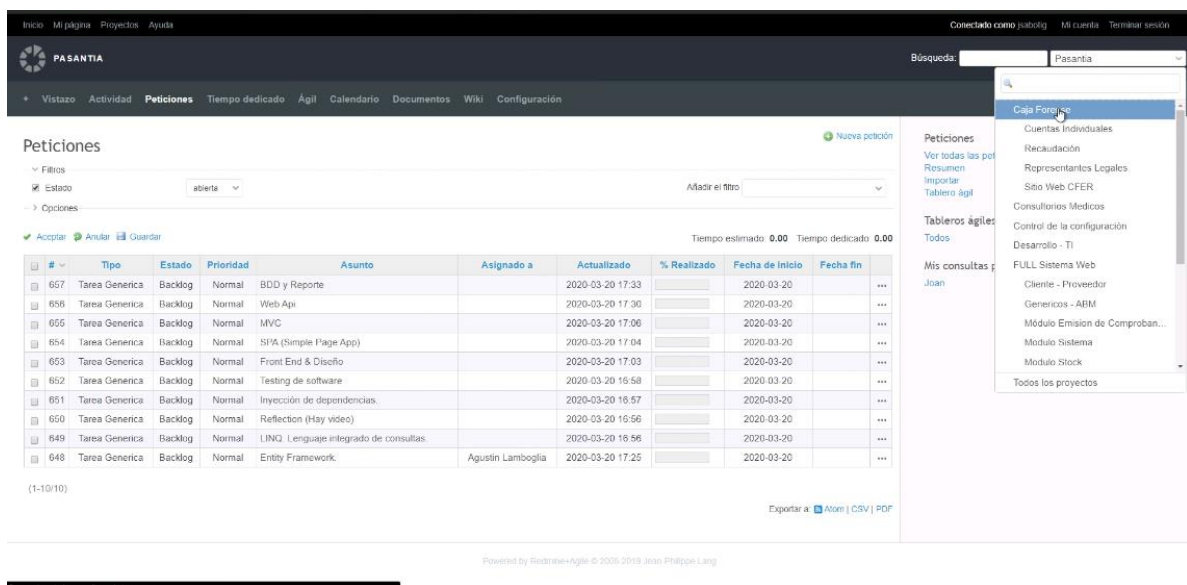 Inicio Mi página Proyectos Ayuda
Conectado como jsabolig Mi cuenta Terminar sesión
PASANTIA
Búsqueda: Pasantia
+ Vistazo Actividad Peticiones Tiempo dedicado Ágil Calendario Documentos Wiki Configuración
Peticiones
Nueva petición
Filtros
Estado abierta
Añadir el filtro
Opciones
Aceptar Anular Guardar
Tiempo estimado: 0.00 Tiempo dedicado: 0.00
# Tipo Estado Prioridad Asunto Asignado a Actualizado % Realizado Fecha de inicio Fecha fin
657 Tarea Generica Backlog Normal BDD y Reporte 2020-03-20 17:33 2020-03-20 ...
656 Tarea Generica Backlog Normal Web Api 2020-03-20 17:30 2020-03-20 ...
655 Tarea Generica Backlog Normal MVC 2020-03-20 17:06 2020-03-20 ...
654 Tarea Generica Backlog Normal SPA (Simple Page App) 2020-03-20 17:04 2020-03-20 ...
653 Tarea Generica Backlog Normal Front End & Diseño 2020-03-20 17:03 2020-03-20 ...
652 Tarea Generica Backlog Normal Testing de software 2020-03-20 16:58 2020-03-20 ...
651 Tarea Generica Backlog Normal Inyección de dependencias. 2020-03-20 16:57 2020-03-20 ...
650 Tarea Generica Backlog Normal Reflection (Hay video) 2020-03-20 16:56 2020-03-20 ...
649 Tarea Generica Backlog Normal LINQ. Lenguaje integrado de consultas. 2020-03-20 16:56 2020-03-20 ...
648 Tarea Generica Backlog Normal Entity Framework. Agustin Lamboglia 2020-03-20 17:25 2020-03-20 ...
(1-10/10)
Exportar a: Atom | CSV | PDF
Peticiones
Ver todas las pet
Resumen
Importar
Tablero ágil
Tableros ágiles
Todos
Mis consultas p
Joan
Caja Forense
Cuentas Individuales
Recaudación
Representantes Legales
Sitio Web CFER
Consultorios Medicos
Control de la configuración
Desarrollo - TI
FULL Sistema Web
Cliente - Proveedor
Genericos - ABM
Módulo Emision de Comproban...
Modulo Sistema
Modulo Stock
Todos los proyectos
Powered by Redmine+Agile © 2006-2019 Jean-Philippe Lang